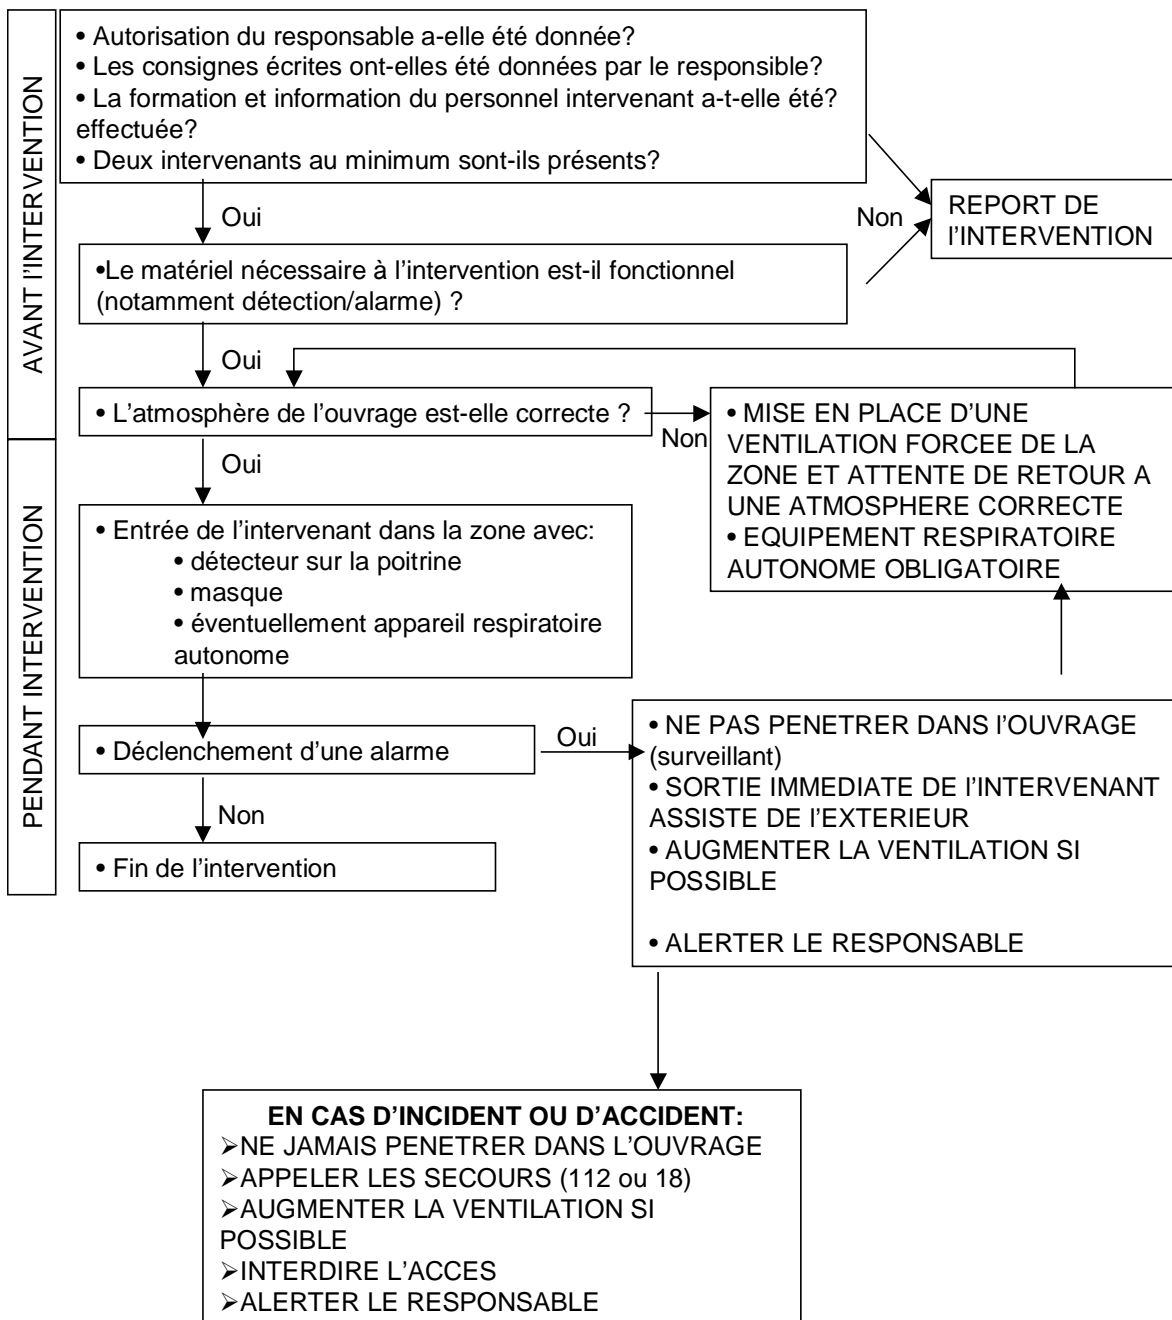 AVANT l'INTERVENTION
• Autorisation du responsable a-elle été donnée?
• Les consignes écrites ont-elles été données par le responsible?
• La formation et information du personnel intervenant a-t-elle été?
effectuée?
• Deux intervenants au minimum sont-ils présents?
Oui
Non
REPORT DE
l'INTERVENTION
•Le matériel nécessaire à l'intervention est-il fonctionnel
(notamment détection/alarme) ?
Oui
• L'atmosphère de l'ouvrage est-elle correcte ?
Non
• MISE EN PLACE D'UNE
VENTILATION FORCEE DE LA
ZONE ET ATTENTE DE RETOUR A
UNE ATMOSPHERE CORRECTE
• EQUIPEMENT RESPIRATOIRE
AUTONOME OBLIGATOIRE
PENDANT INTERVENTION
Oui
• Entrée de l'intervenant dans la zone avec:
• détecteur sur la poitrine
• masque
• éventuellement appareil respiratoire
autonome
• Déclenchement d'une alarme
Oui
• NE PAS PENETRER DANS l'OUVRAGE
(surveillant)
• SORTIE IMMEDIATE DE l'INTERVENANT
ASSISTE DE l'EXTERIEUR
• AUGMENTER LA VENTILATION SI
POSSIBLE
• ALERTER LE RESPONSABLE
Non
• Fin de l'intervention
EN CAS D'INCIDENT OU D'ACCIDENT:
➢NE JAMAIS PENETRER DANS L'OUVRAGE
➢APPELER LES SECOURS (112 ou 18)
➢AUGMENTER LA VENTILATION SI
POSSIBLE
➢INTERDIRE L'ACCES
➢ALERTER LE RESPONSABLE